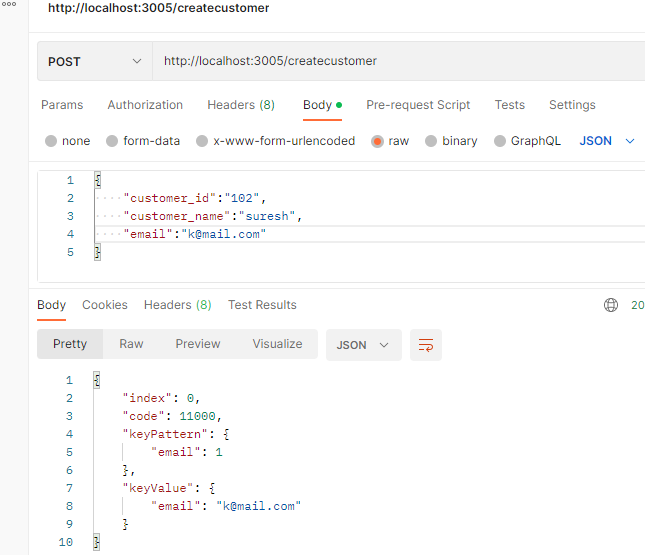 http://localhost:3005/createcustomer
POST http://localhost:3005/createcustomer
Params Authorization Headers (8) Body Pre-request Script Tests Settings
none form-data x-www-form-urlencoded raw binary GraphQL JSON
1 {
2 "customer_id":"102",
3 "customer_name":"suresh",
4 "email":"k@mail.com"
5 }
Body Cookies Headers (8) Test Results 20
Pretty Raw Preview Visualize JSON
1 {
2 "index": 0,
3 "code": 11000,
4 "keyPattern": {
5 "email": 1
6 },
7 "keyValue": {
8 "email": "k@mail.com"
9 }
10 }